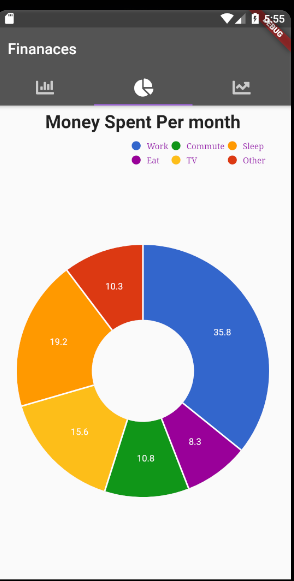 5:55
DEBUG
Finanaces
Money Spent Per month
Work Commute Sleep
Eat TV Other
10.3
35.8
19.2
15.6
8.3
10.8